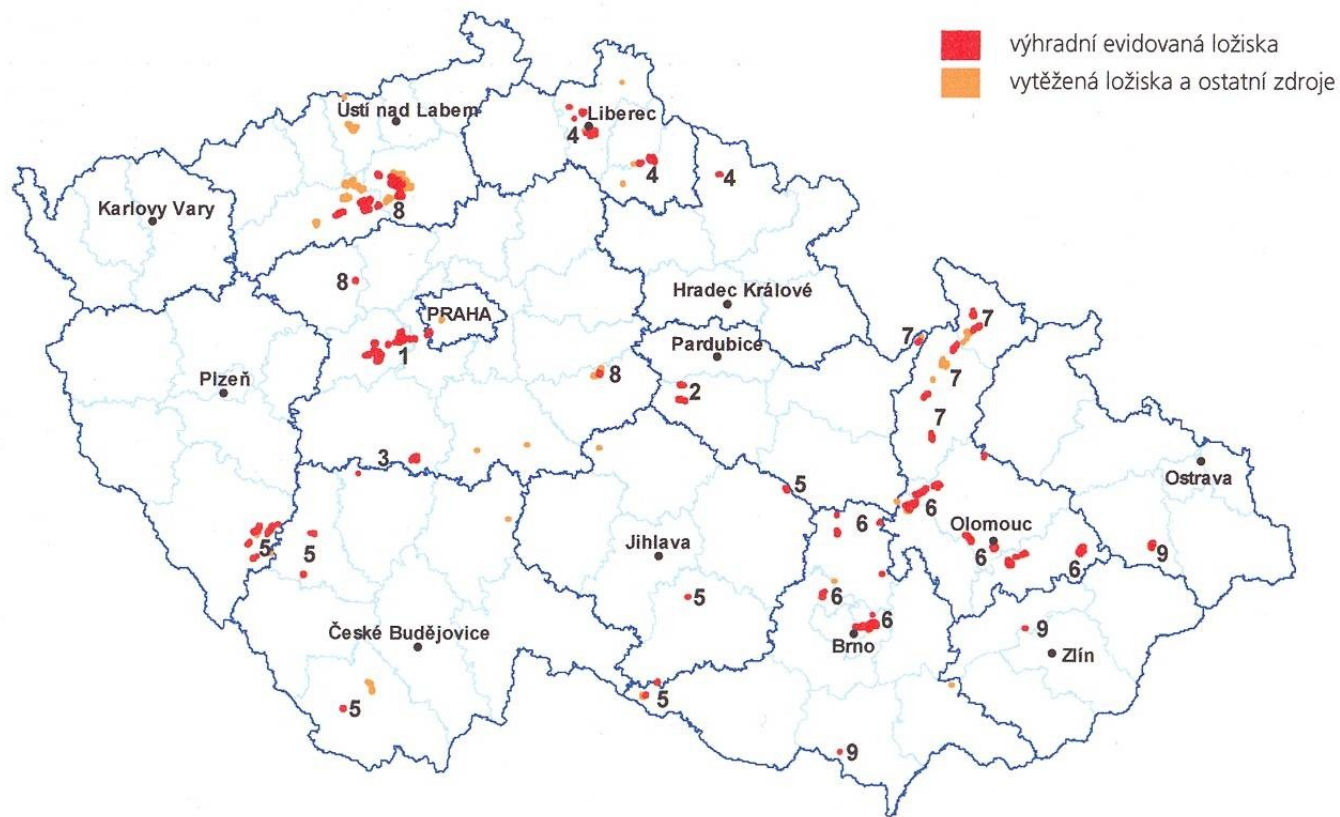 výhradní evidovaná ložiska
vytěžená ložiska a ostatní zdroje
Ústí nad Labem
Liberec
4
4
4
Karlovy Vary
8
8
PRAHA
Hradec Králové
7
7
1
Pardubice
Plzeň
8
2
7
7
3
5
Ostrava
6
6
Olomouc
5
5
Jihlava
6
6
9
5
6
6
České Budějovice
Brno
9
Zlín
5
5
9